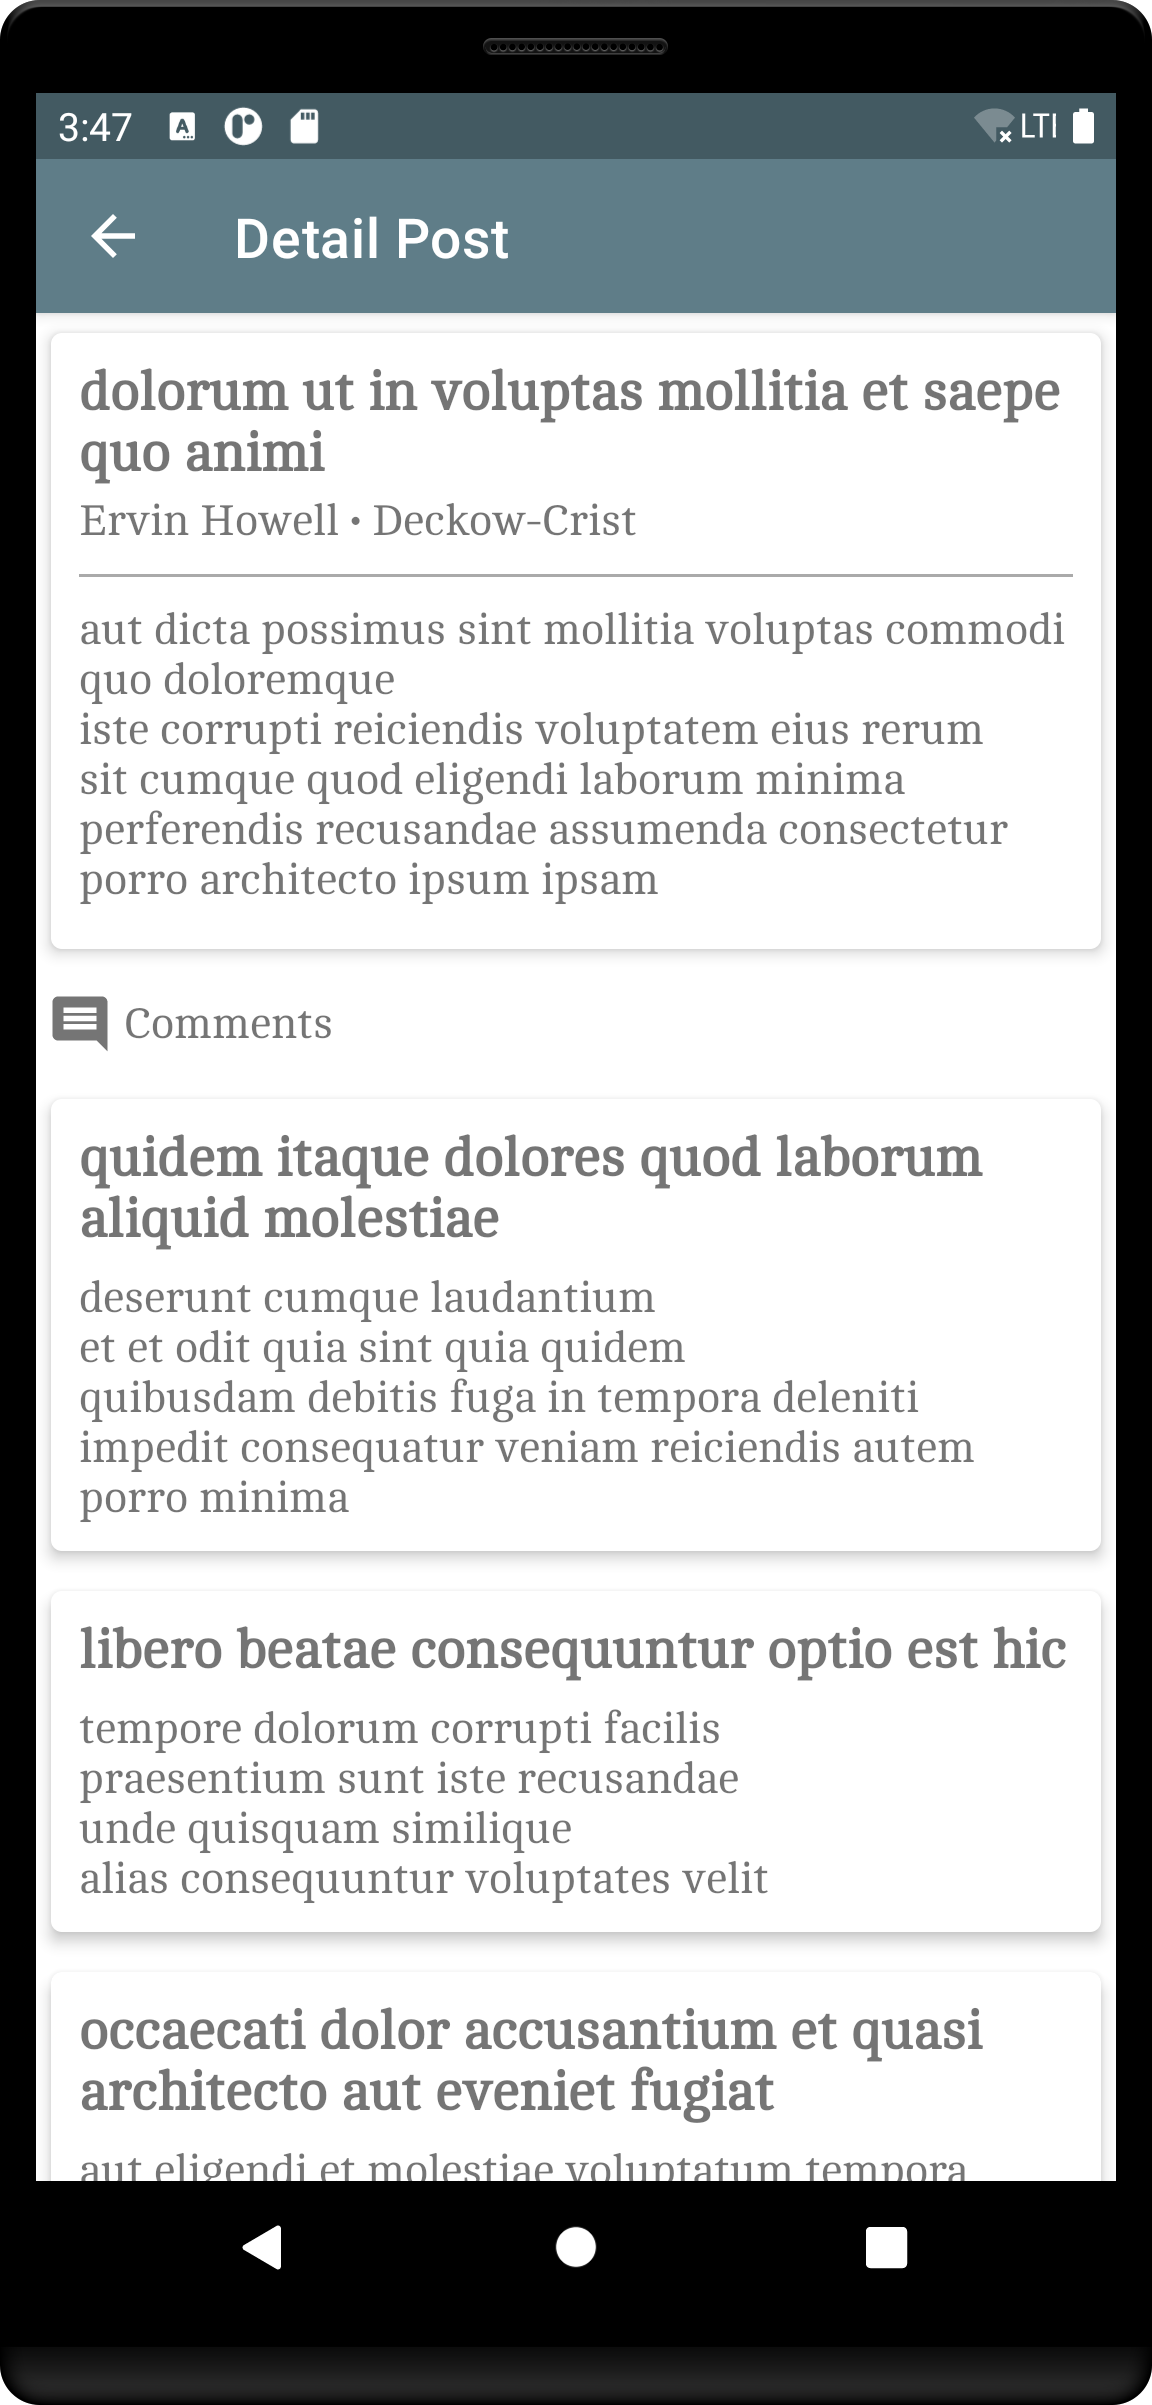 3:47
LTI
Detail Post
dolorum ut in voluptas mollitia et saepe
quo animi
Ervin Howell • Deckow-Crist
aut dicta possimus sint mollitia voluptas commodi
quo doloremque
iste corrupti reiciendis voluptatem eius rerum
sit cumque quod eligendi laborum minima
perferendis recusandae assumenda consectetur
porro architecto ipsum ipsam
Comments
quidem itaque dolores quod laborum
aliquid molestiae
deserunt cumque laudantium
et et odit quia sint quia quidem
quibusdam debitis fuga in tempora deleniti
impedit consequatur veniam reiciendis autem
porro minima
libero beatae consequuntur optio est hic
tempore dolorum corrupti facilis
praesentium sunt iste recusandae
unde quisquam similique
alias consequuntur voluptates velit
occaecati dolor accusantium et quasi
architecto aut eveniet fugiat
aut eligendi et molestiae voluptatum tempora